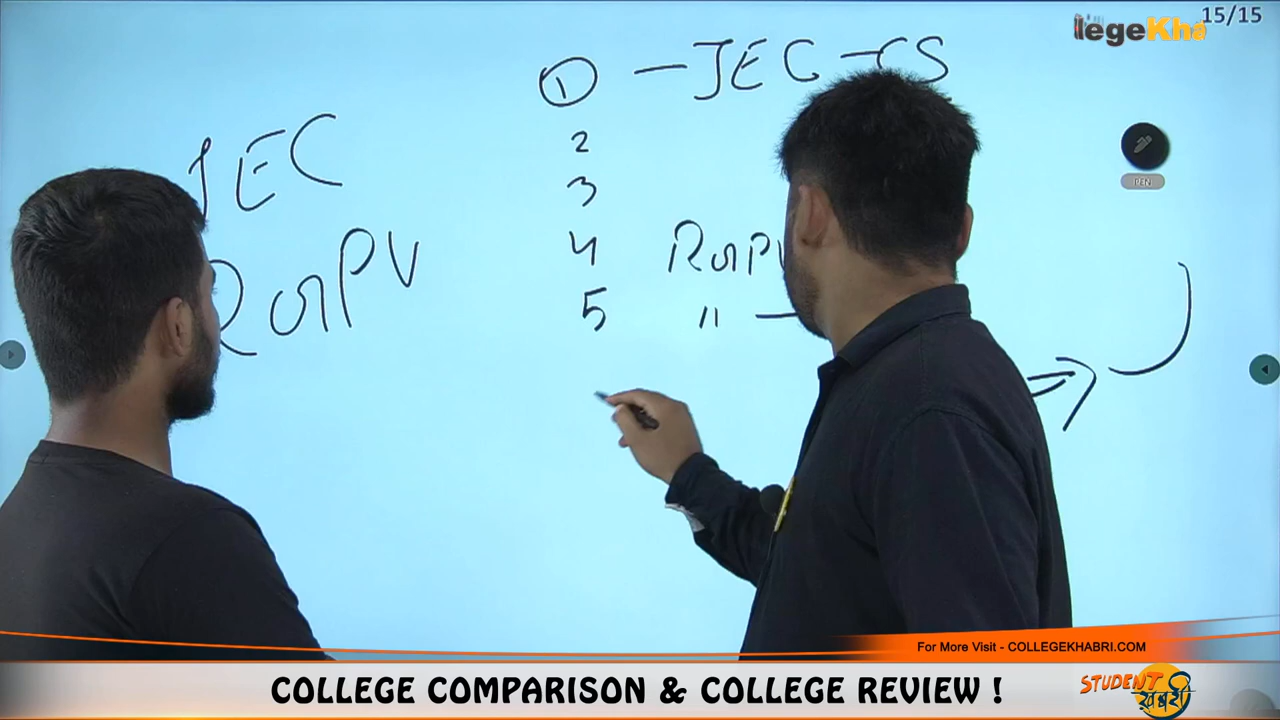 15/15
legeKha
① - JEC - CS
JEC
2
3
PEN
4 RGPV
RGPV
5 〃 -
For More Visit - COLLEGEKHABRI.COM
COLLEGE COMPARISON & COLLEGE REVIEW !
STUDENT
खबरी